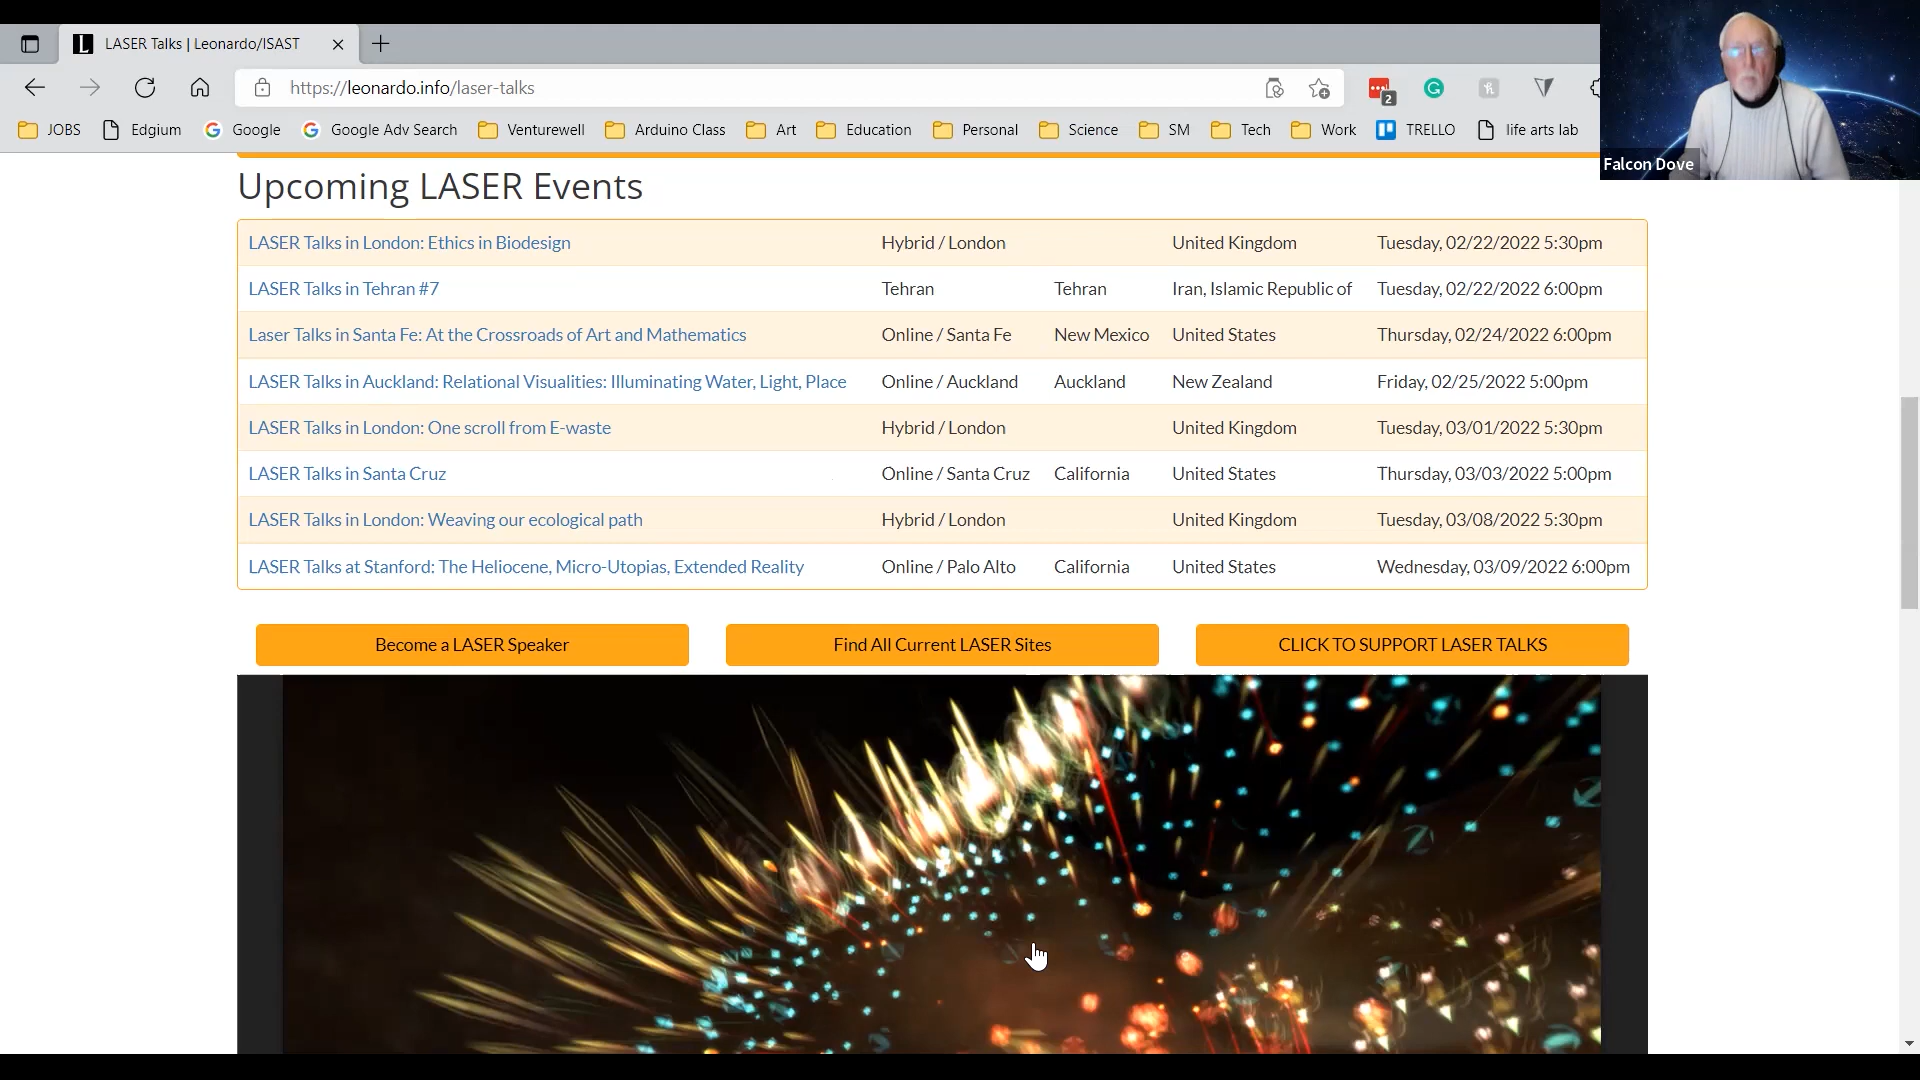 LASER Talks | Leonardo/ISAST
https://leonardo.info/laser-talks
2
JOBS Edgium Google Google Adv Search Venturewell Arduino Class Art Education Personal Science SM Tech Work TRELLO life arts lab
Falcon Dove
Upcoming LASER Events
LASER Talks in London: Ethics in Biodesign Hybrid / London United Kingdom Tuesday, 02/22/2022 5:30pm
LASER Talks in Tehran #7 Tehran Tehran Iran, Islamic Republic of Tuesday, 02/22/2022 6:00pm
Laser Talks in Santa Fe: At the Crossroads of Art and Mathematics Online / Santa Fe New Mexico United States Thursday, 02/24/2022 6:00pm
LASER Talks in Auckland: Relational Visualities: Illuminating Water, Light, Place Online / Auckland Auckland New Zealand Friday, 02/25/2022 5:00pm
LASER Talks in London: One scroll from E-waste Hybrid / London United Kingdom Tuesday, 03/01/2022 5:30pm
LASER Talks in Santa Cruz Online / Santa Cruz California United States Thursday, 03/03/2022 5:00pm
LASER Talks in London: Weaving our ecological path Hybrid / London United Kingdom Tuesday, 03/08/2022 5:30pm
LASER Talks at Stanford: The Heliocene, Micro-Utopias, Extended Reality Online / Palo Alto California United States Wednesday, 03/09/2022 6:00pm
Become a LASER Speaker Find All Current LASER Sites CLICK TO SUPPORT LASER TALKS